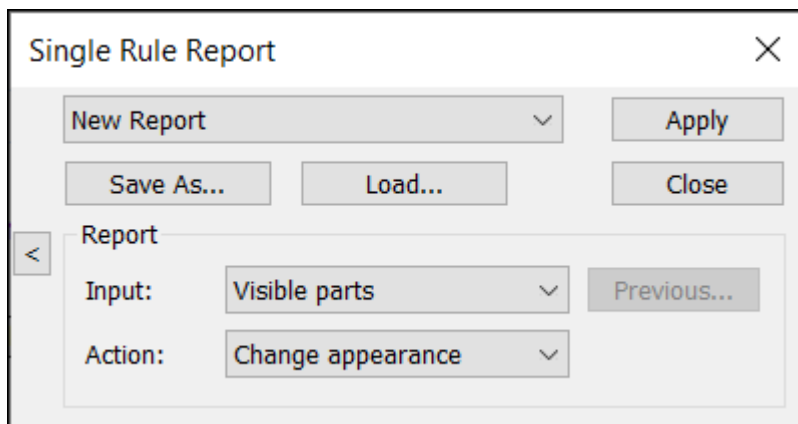 Single Rule Report
New Report Apply
Save As... Load... Close
<
Report
Input: Visible parts Previous...
Action: Change appearance